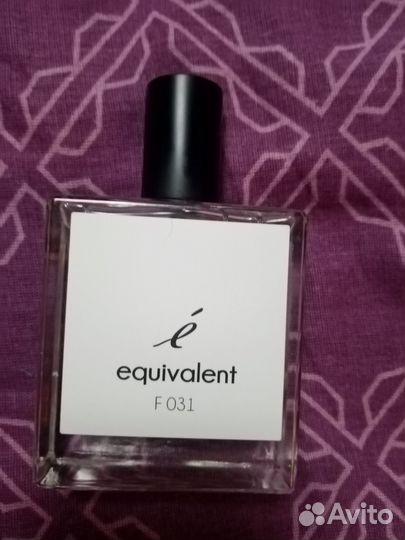 é
equivalent
F 031
Avito